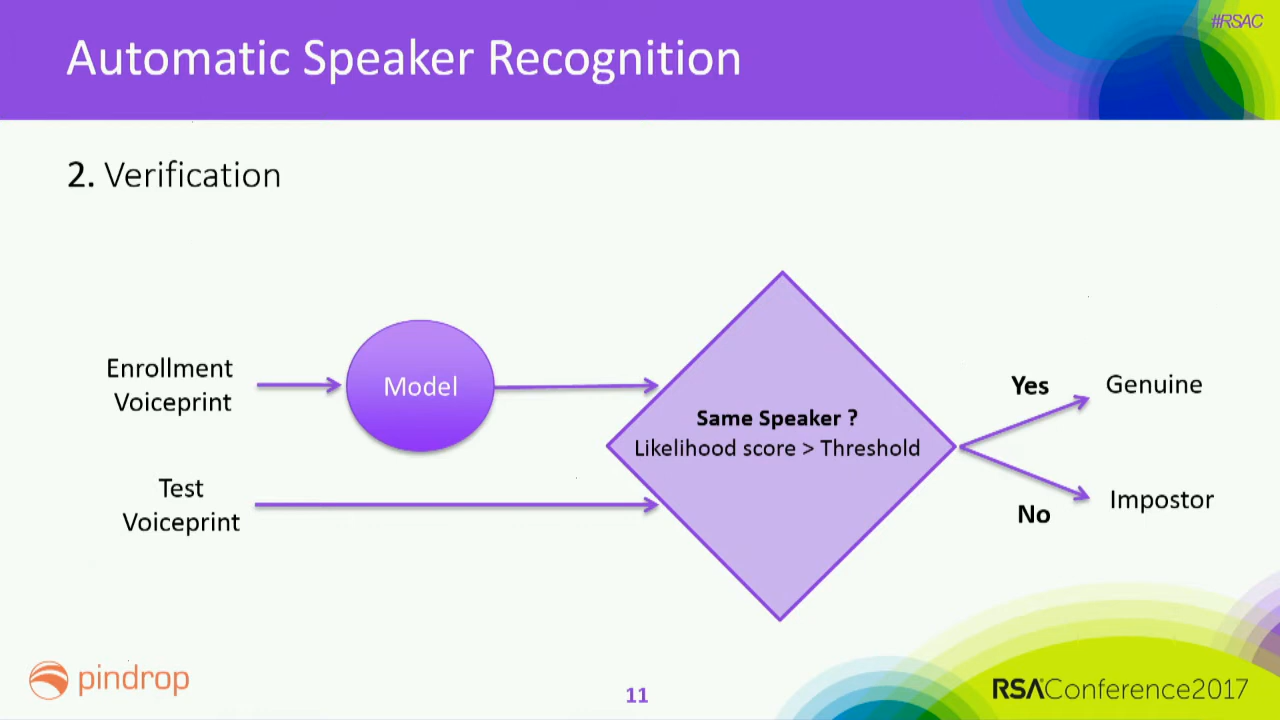 #RSAC
Automatic Speaker Recognition
2. Verification
Enrollment
Voiceprint
Model
Same Speaker ?
Likelihood score > Threshold
Yes
Genuine
Test
Voiceprint
No
Impostor
pindrop
11
RSAConference2017